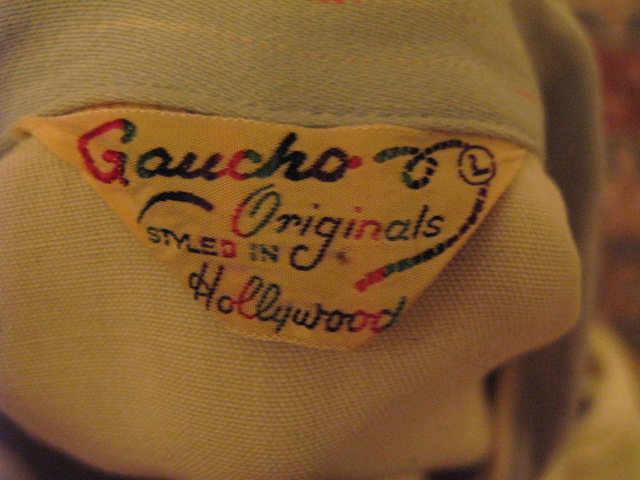 Gaucho
L
Originals
STYLED IN
Hollywood